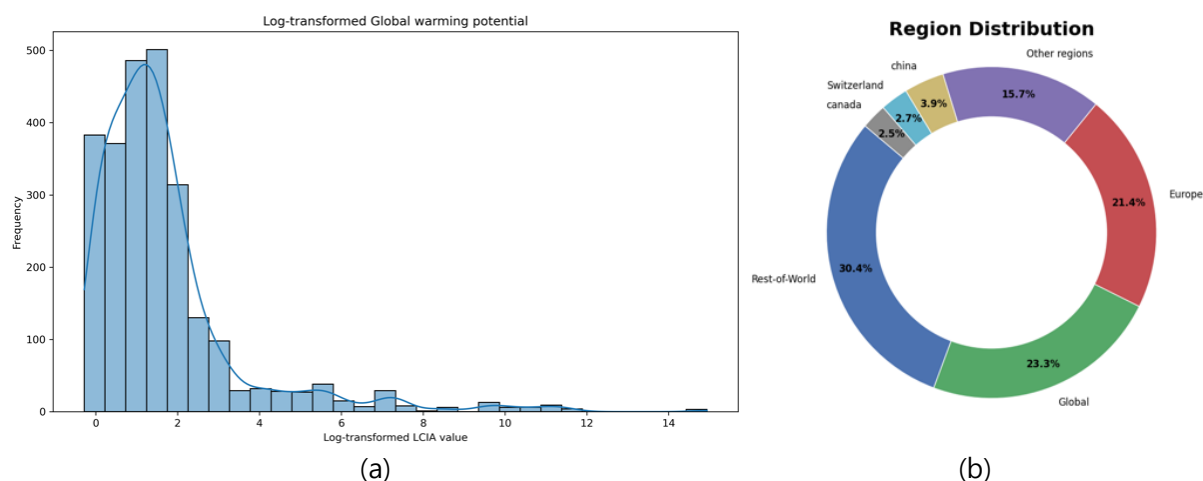 Log-transformed Global warming potential
500
400
300
200
100
0
Frequency
0 2 4 6 8 10 12 14
Log-transformed LCIA value
(a)
Region Distribution
Other regions
china
Switzerland
canada
15.7%
3.9%
2.7%
2.5%
Europe
21.4%
30.4%
Rest-of-World
23.3%
Global
(b)